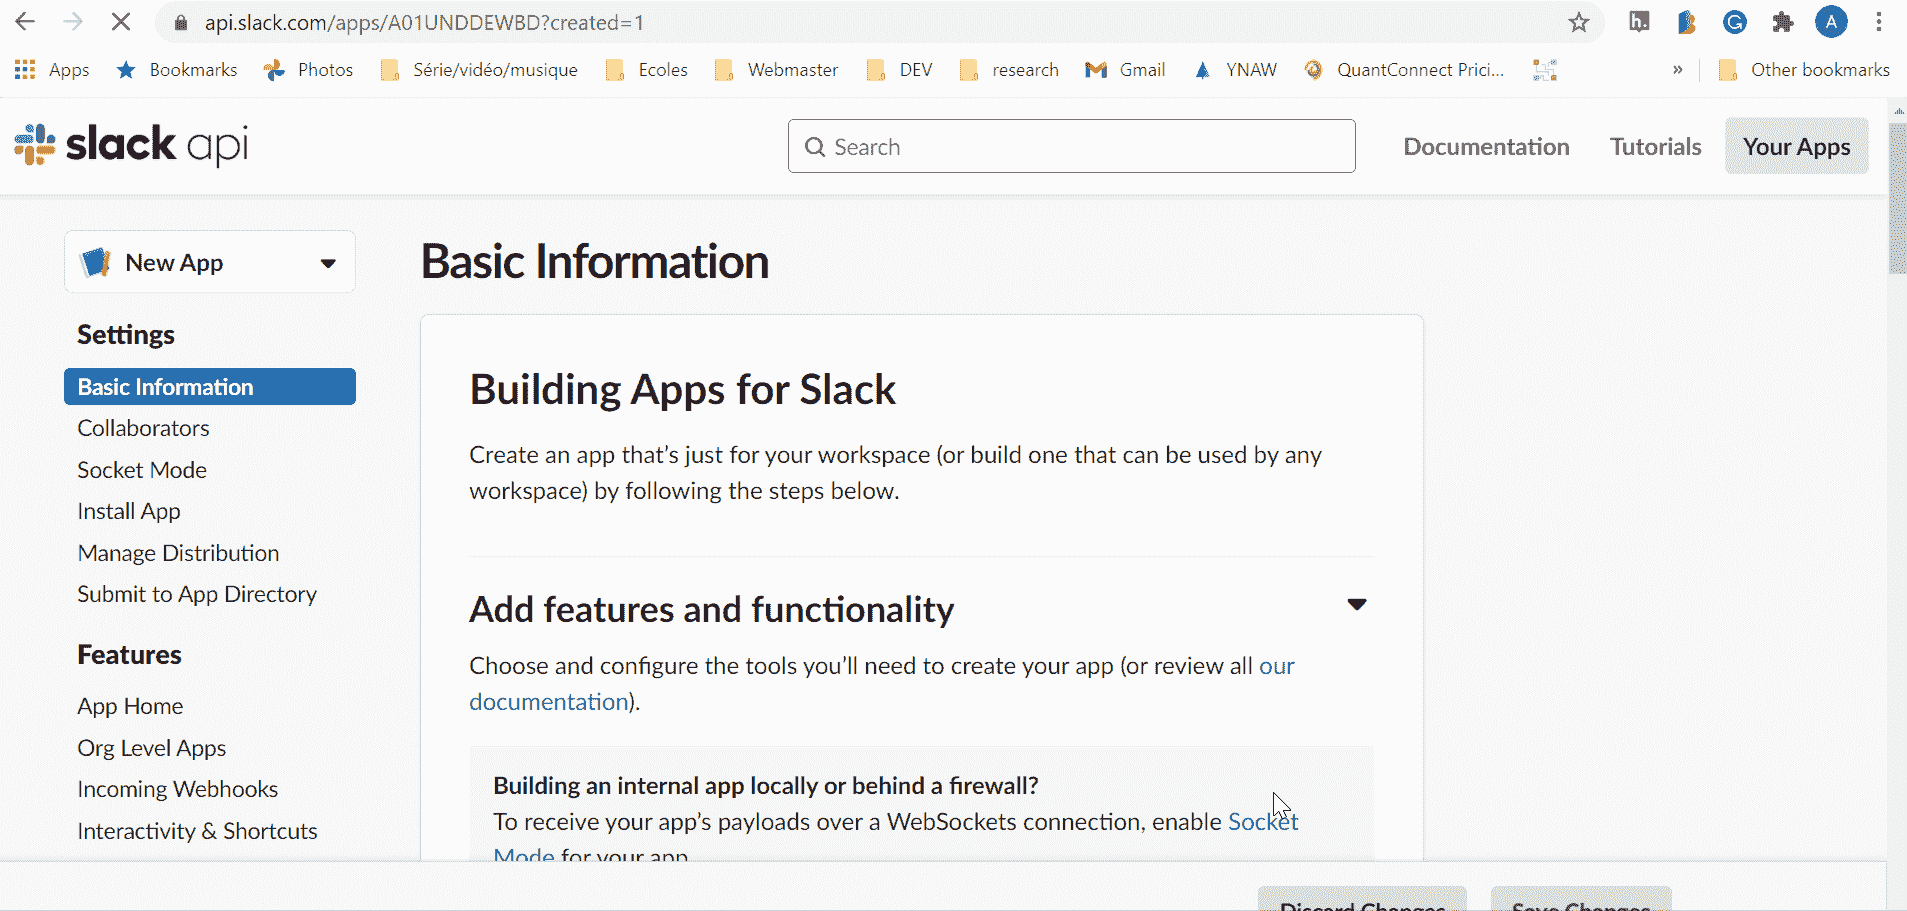 api.slack.com/apps/A01UNDDEWBD?created=1
A
Apps Bookmarks Photos Série/vidéo/musique Ecoles Webmaster DEV research Gmail YNAW QuantConnect Prici... » Other bookmarks
slack api
Search
Documentation Tutorials Your Apps
New App
Settings
Basic Information
Collaborators
Socket Mode
Install App
Manage Distribution
Submit to App Directory
Features
App Home
Org Level Apps
Incoming Webhooks
Interactivity & Shortcuts
Basic Information
Building Apps for Slack
Create an app that’s just for your workspace (or build one that can be used by any
workspace) by following the steps below.
Add features and functionality
Choose and configure the tools you’ll need to create your app (or review all our
documentation).
Building an internal app locally or behind a firewall?
To receive your app’s payloads over a WebSockets connection, enable Socket
Mode for your app.
Discard Changes Save Changes